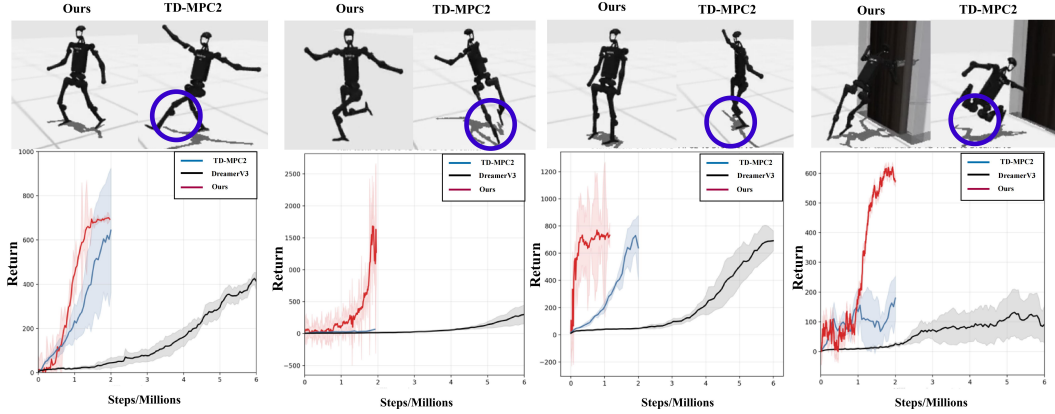 Ours TD-MPC2 Ours TD-MPC2 Ours TD-MPC2 Ours TD-MPC2
Return
1000
800
600
400
200
0
0 1 2 3 4 5 6
TD-MPC2
DreamerV3
Ours
Steps/Millions
Return
2500
2000
1500
1000
500
0
−500
0 1 2 3 4 5 6
TD-MPC2
DreamerV3
Ours
Steps/Millions
Return
1200
1000
800
600
400
200
0
−200
0 1 2 3 4 5 6
TD-MPC2
DreamerV3
Ours
Steps/Millions
Return
600
500
400
300
200
100
0
0 1 2 3 4 5 6
TD-MPC2
DreamerV3
Ours
Steps/Millions